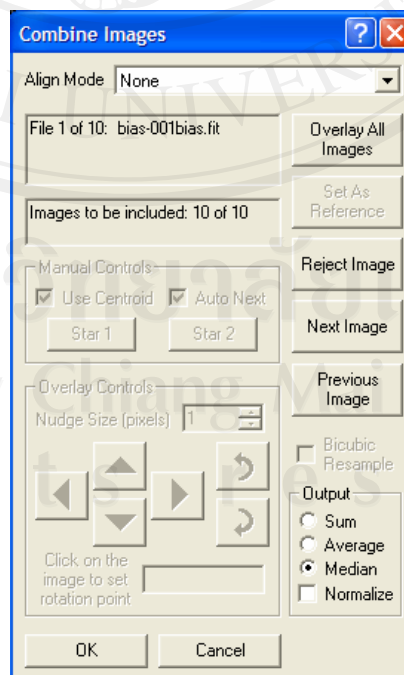 Combine Images
Align Mode None
File 1 of 10: bias-001bias.fit
Overlay All Images
Set As Reference
Images to be included: 10 of 10
Reject Image
Manual Controls
Use Centroid Auto Next
Star 1 Star 2
Next Image
Previous Image
Overlay Controls
Nudge Size (pixels) 1
Bicubic Resample
Click on the image to set rotation point
Output
Sum
Average
Median
Normalize
OK Cancel